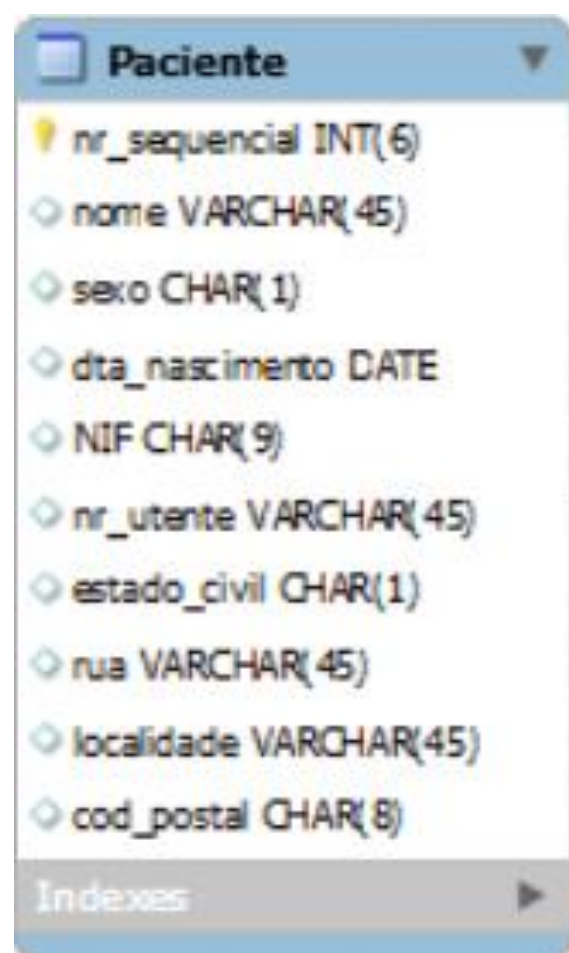 Paciente
nr_sequencial INT(6)
nome VARCHAR(45)
sexo CHAR(1)
dta_nascimento DATE
NIF CHAR(9)
nr_utente VARCHAR(45)
estado_civil CHAR(1)
rua VARCHAR(45)
localidade VARCHAR(45)
cod_postal CHAR(8)
Indexes